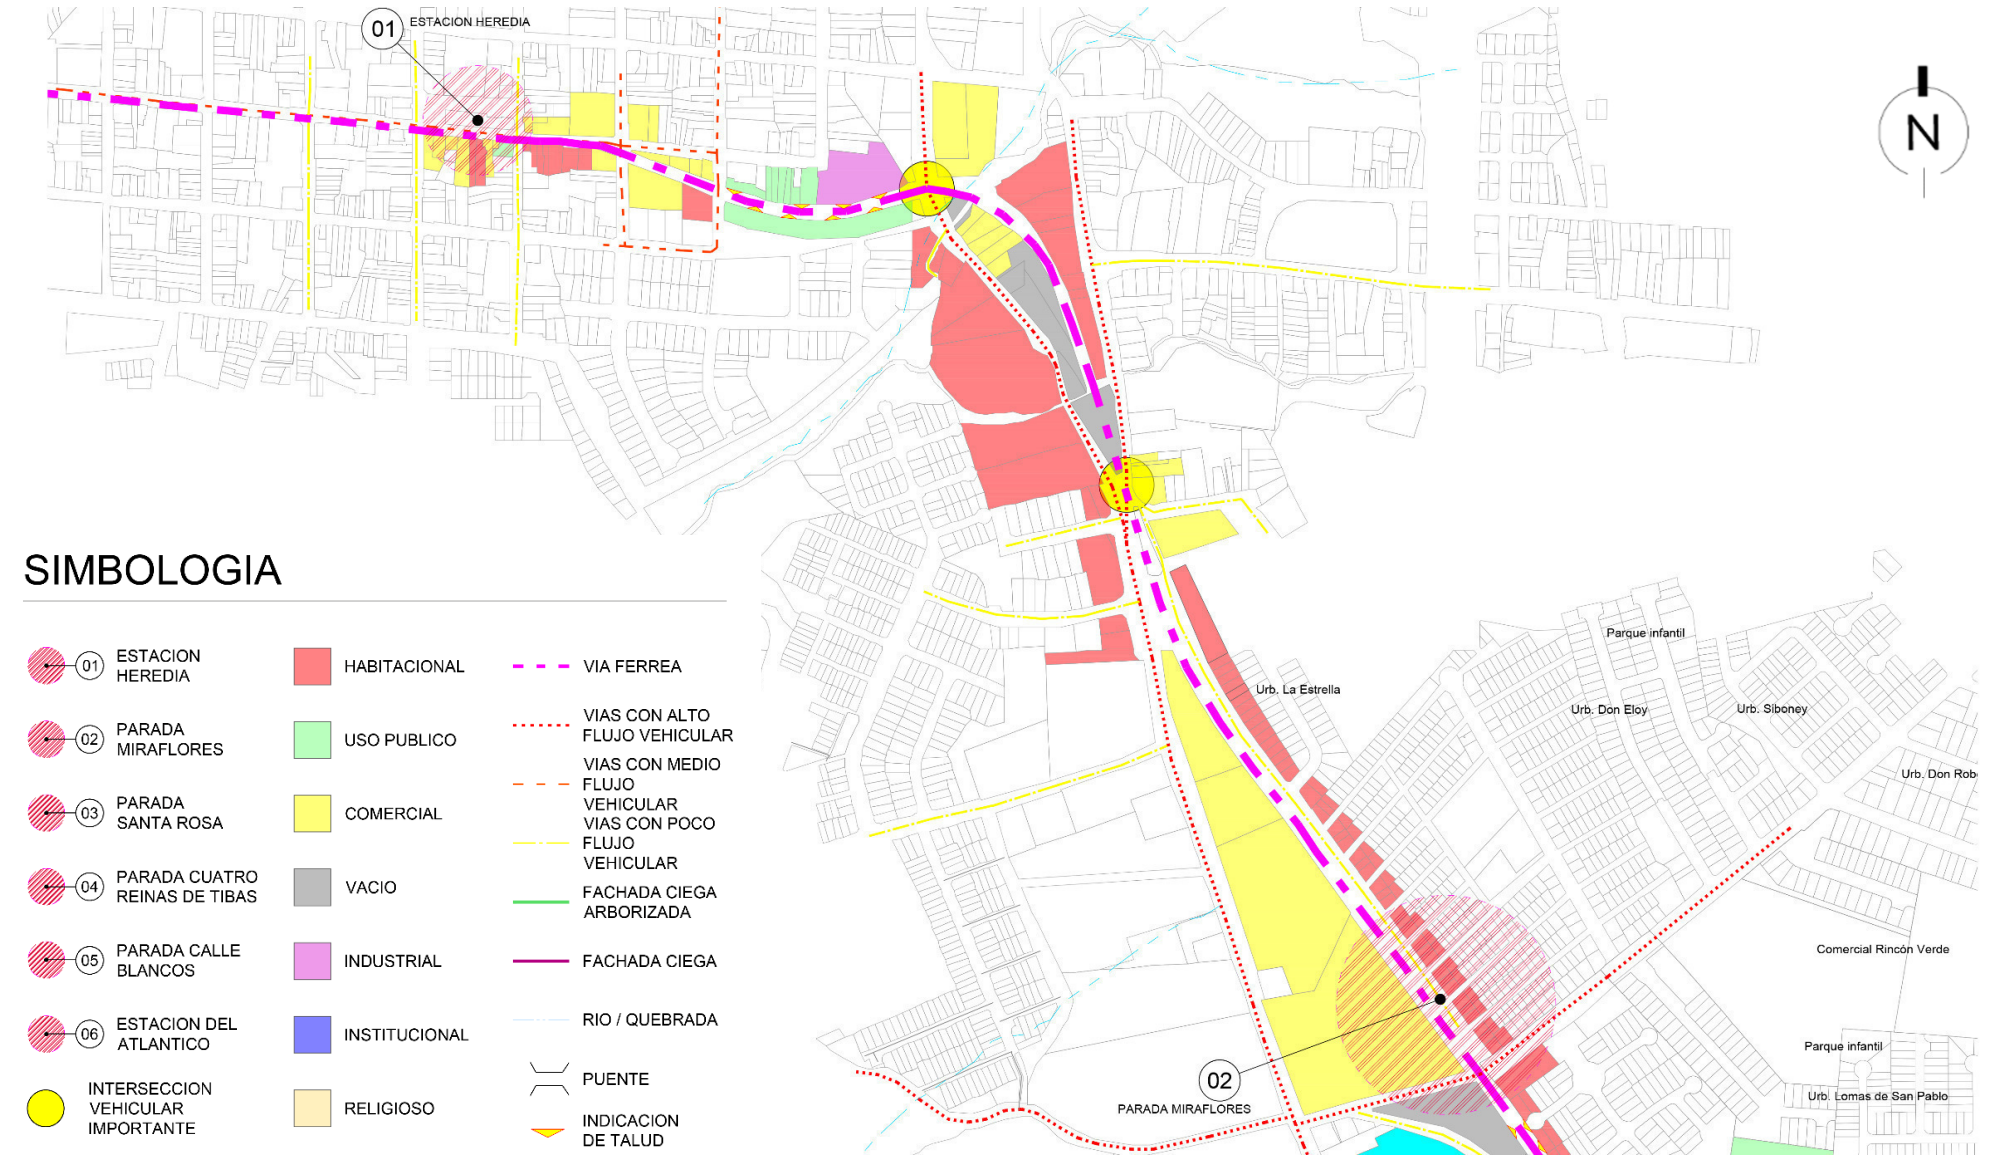 01
ESTACION HEREDIA
N
SIMBOLOGIA
01
ESTACION
HEREDIA
02
PARADA
MIRAFLORES
03
PARADA
SANTA ROSA
04
PARADA CUATRO
REINAS DE TIBAS
05
PARADA CALLE
BLANCOS
06
ESTACION DEL
ATLANTICO
INTERSECCION
VEHICULAR
IMPORTANTE
HABITACIONAL
USO PUBLICO
COMERCIAL
VACIO
INDUSTRIAL
INSTITUCIONAL
RELIGIOSO
VIA FERREA
VIAS CON ALTO
FLUJO VEHICULAR
VIAS CON MEDIO
FLUJO
VEHICULAR
VIAS CON POCO
FLUJO
VEHICULAR
FACHADA CIEGA
ARBORIZADA
FACHADA CIEGA
RIO / QUEBRADA
PUENTE
INDICACION
DE TALUD
Parque infantil
Urb. La Estrella
Urb. Don Eloy
Urb. Siboney
Urb. Don Rob
Comercial Rincón Verde
Parque infantil
Urb. Lomas de San Pablo
02
PARADA MIRAFLORES